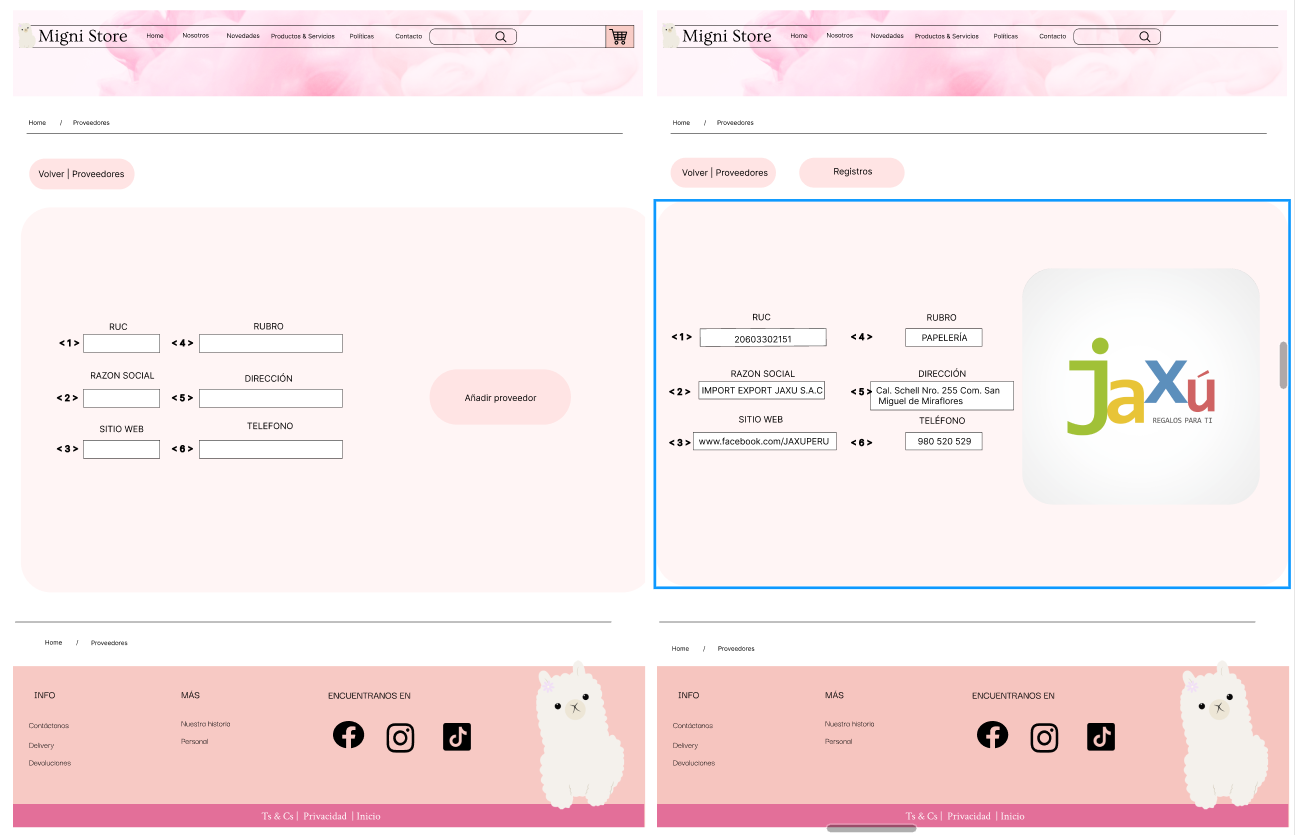 Migni Store Home Nosotros Novedades Productos & Servicios Políticas Contacto
Home / Proveedores
Volver | Proveedores
RUC RUBRO
<1> <4>
RAZON SOCIAL DIRECCIÓN
<2> <5>
Añadir proveedor
SITIO WEB TELEFONO
<3> <6>
Home / Proveedores
INFO MÁS ENCUENTRANOS EN
Contáctanos Nuestra historia
Delivery Personal
Devoluciones
Ts & Cs | Privacidad | Inicio
Migni Store Home Nosotros Novedades Productos & Servicios Políticas Contacto
Home / Proveedores
Volver | Proveedores Registros
RUC RUBRO
<1> 20603302151 <4> PAPELERÍA
RAZON SOCIAL DIRECCIÓN
<2> IMPORT EXPORT JAXU S.A.C <5> Cal. Schell Nro. 255 Com. San
Miguel de Miraflores
SITIO WEB TELÉFONO
<3> www.facebook.com/JAXUPERU <6> 980 520 529
jaxú
REGALOS PARA TI
Home / Proveedores
INFO MÁS ENCUENTRANOS EN
Contáctanos Nuestra historia
Delivery Personal
Devoluciones
Ts & Cs | Privacidad | Inicio